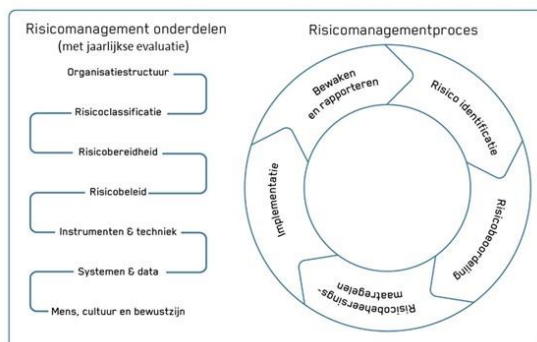 Risicomanagement onderdelen
(met jaarlijkse evaluatie)
Organisatiestructuur
Risicoclassificatie
Risicobereidheid
Risicobeleid
Instrumenten & techniek
Systemen & data
Mens, cultuur en bewustzijn
Risicomanagementproces
Risico identificatie
Risicobeoordeling
Risicobeheersings-
maatregelen
Implementatie
Bewaken
en rapporteren